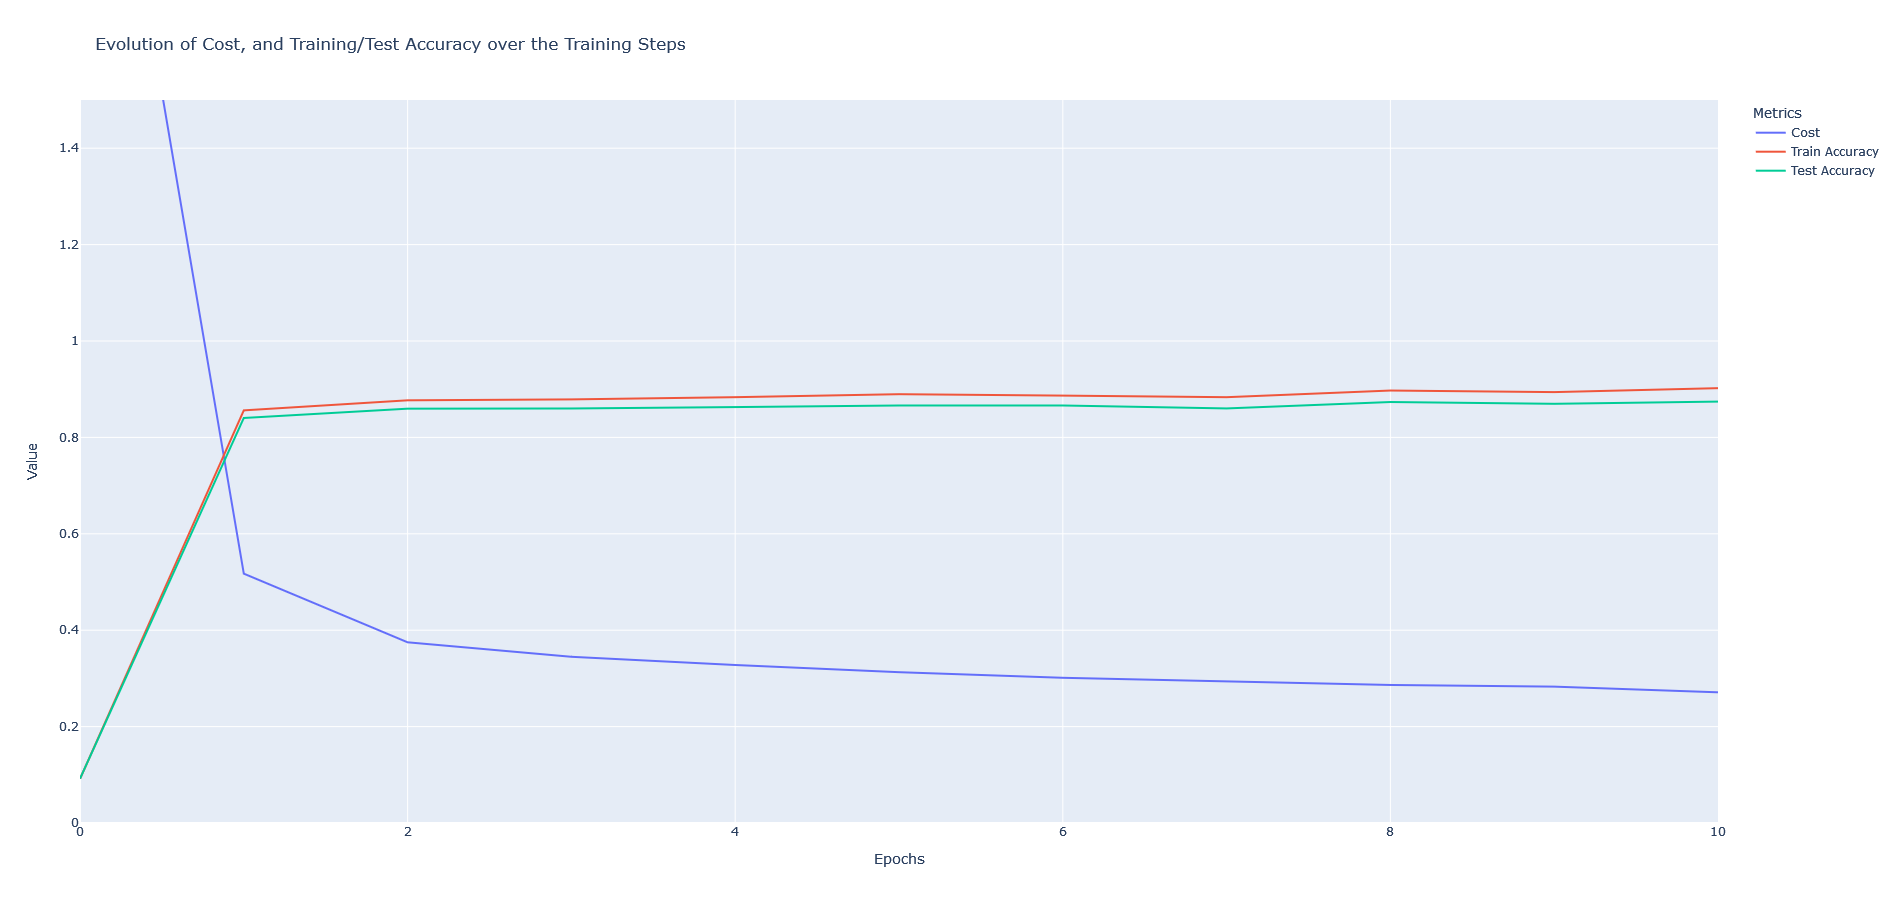 Evolution of Cost, and Training/Test Accuracy over the Training Steps
Metrics
Cost
Train Accuracy
Test Accuracy
1.4
1.2
1
0.8
0.6
0.4
0.2
0
Value
0
2
4
6
8
10
Epochs